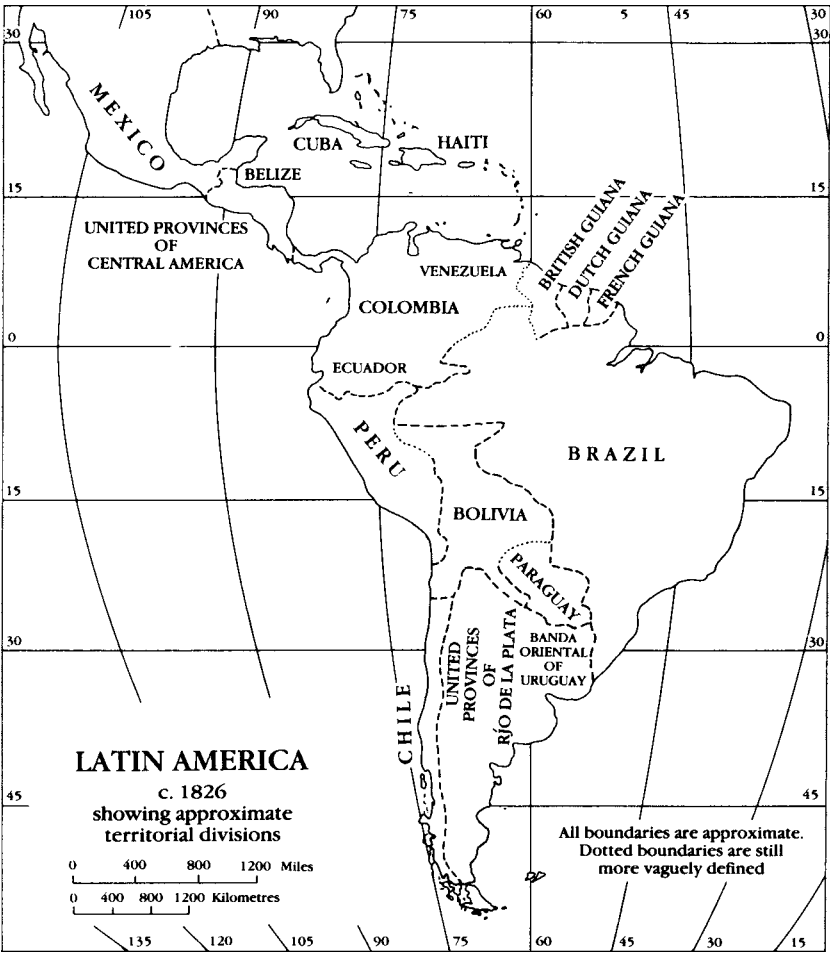 105
90
75
60
5
45
30
30
30
MEXICO
CUBA
HAITI
BELIZE
15
15
UNITED PROVINCES
OF
CENTRAL AMERICA
BRITISH GUIANA
DUTCH GUIANA
FRENCH GUIANA
VENEZUELA
COLOMBIA
0
0
ECUADOR
PERU
BRAZIL
15
15
BOLIVIA
PARAGUAY
UNITED
PROVINCES
OF
RÍO DE LA PLATA
BANDA
ORIENTAL
OF
URUGUAY
30
30
CHILE
LATIN AMERICA
c. 1826
showing approximate
territorial divisions
45
45
All boundaries are approximate.
Dotted boundaries are still
more vaguely defined
0 400 800 1200 Miles
0 400 800 1200 Kilometres
135
120
105
90
75
60
45
30
15